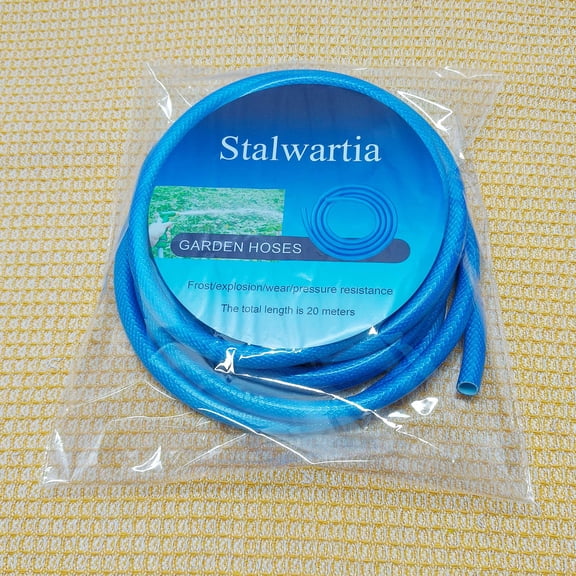 Stalwartia
GARDEN HOSES
Frost/explosion/wear/pressure resistance
The total length is 20 meters